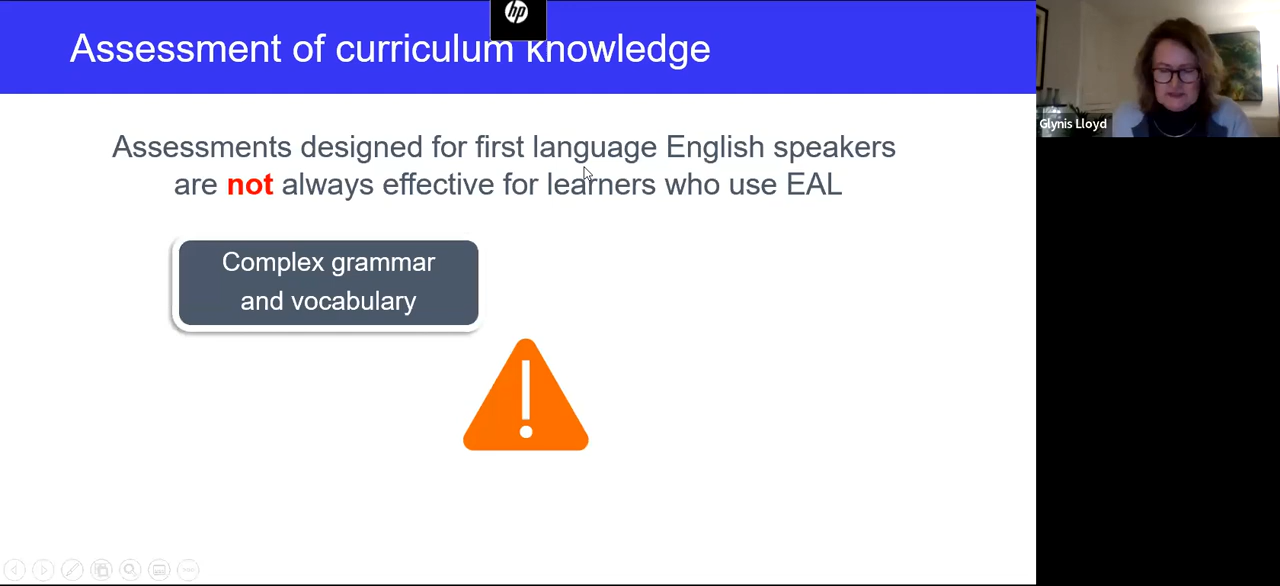 hp
Assessment of curriculum knowledge
Glynis Lloyd
Assessments designed for first language English speakers
are not always effective for learners who use EAL
Complex grammar
and vocabulary